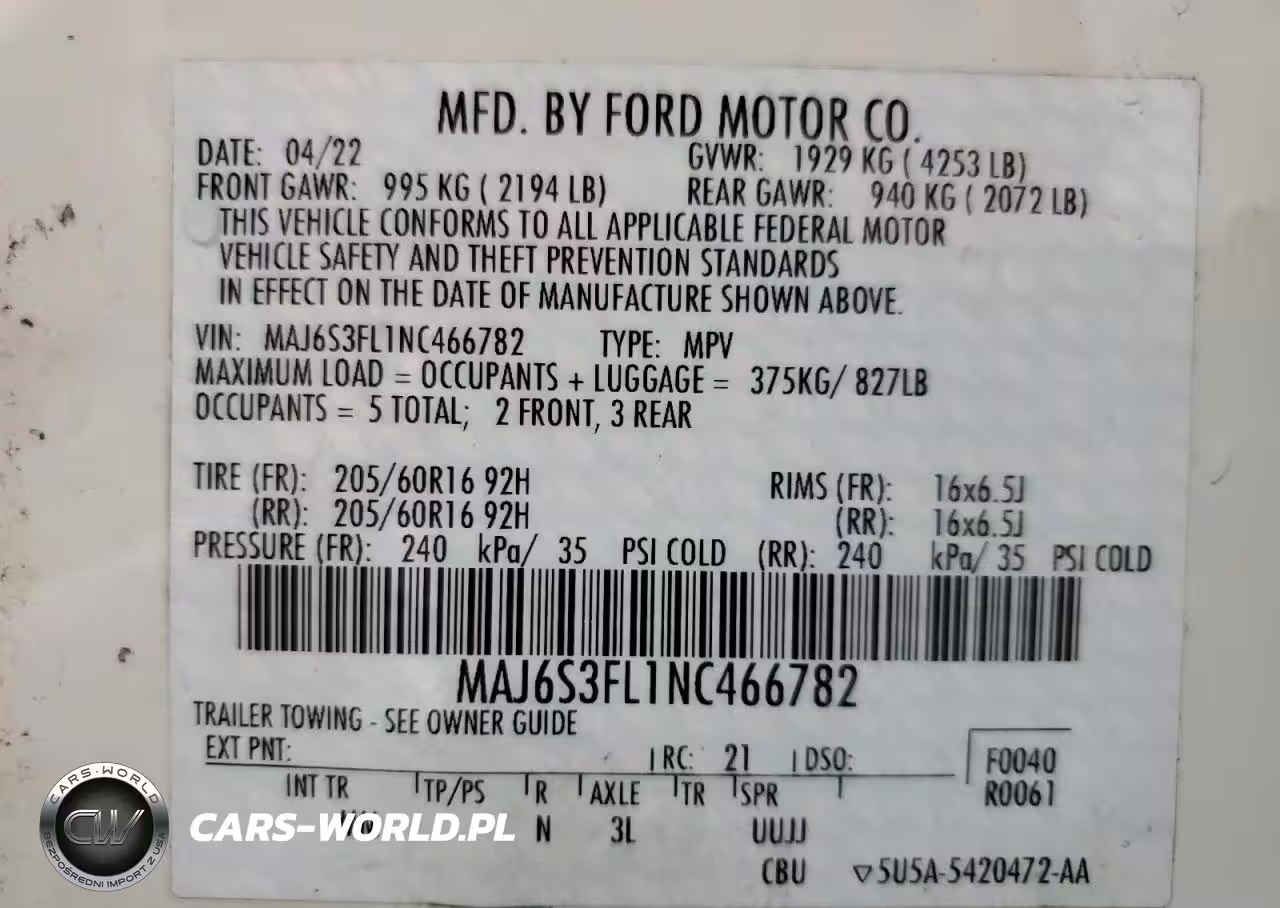 MFD. BY FORD MOTOR CO.
DATE: 04/22 GVWR: 1929 KG ( 4253 LB)
FRONT GAWR: 995 KG ( 2194 LB) REAR GAWR: 940 KG ( 2072 LB)
THIS VEHICLE CONFORMS TO ALL APPLICABLE FEDERAL MOTOR
VEHICLE SAFETY AND THEFT PREVENTION STANDARDS
IN EFFECT ON THE DATE OF MANUFACTURE SHOWN ABOVE.
VIN: MAJ6S3FL1NC466782 TYPE: MPV
MAXIMUM LOAD = OCCUPANTS + LUGGAGE = 375KG/ 827LB
OCCUPANTS = 5 TOTAL; 2 FRONT, 3 REAR
TIRE (FR): 205/60R16 92H RIMS (FR): 16x6.5J
(RR): 205/60R16 92H (RR): 16x6.5J
PRESSURE (FR): 240 kPa/ 35 PSI COLD (RR): 240 kPa/ 35 PSI COLD
MAJ6S3FL1NC466782
TRAILER TOWING - SEE OWNER GUIDE
EXT PNT: RC: 21 DSO: F0040
INT TR TP/PS R AXLE TR SPR R0061
N 3L UUJJ
CBU ▽5U5A-5420472-AA
CARS-WORLD
CW
BEZPOŚREDNI IMPORT Z USA
CARS-WORLD.PL